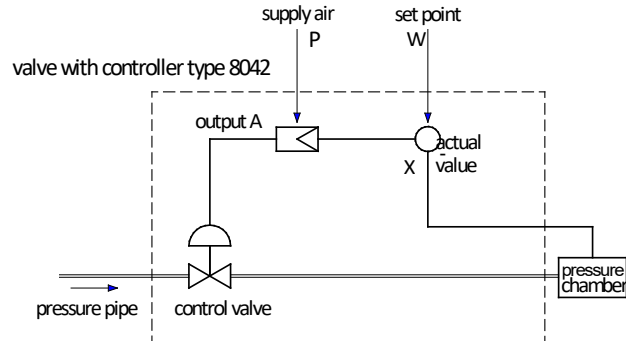 supply air
P
set point
W
valve with controller type 8042
output A
actual
value
X
-
pressure
chamber
pressure pipe
control valve